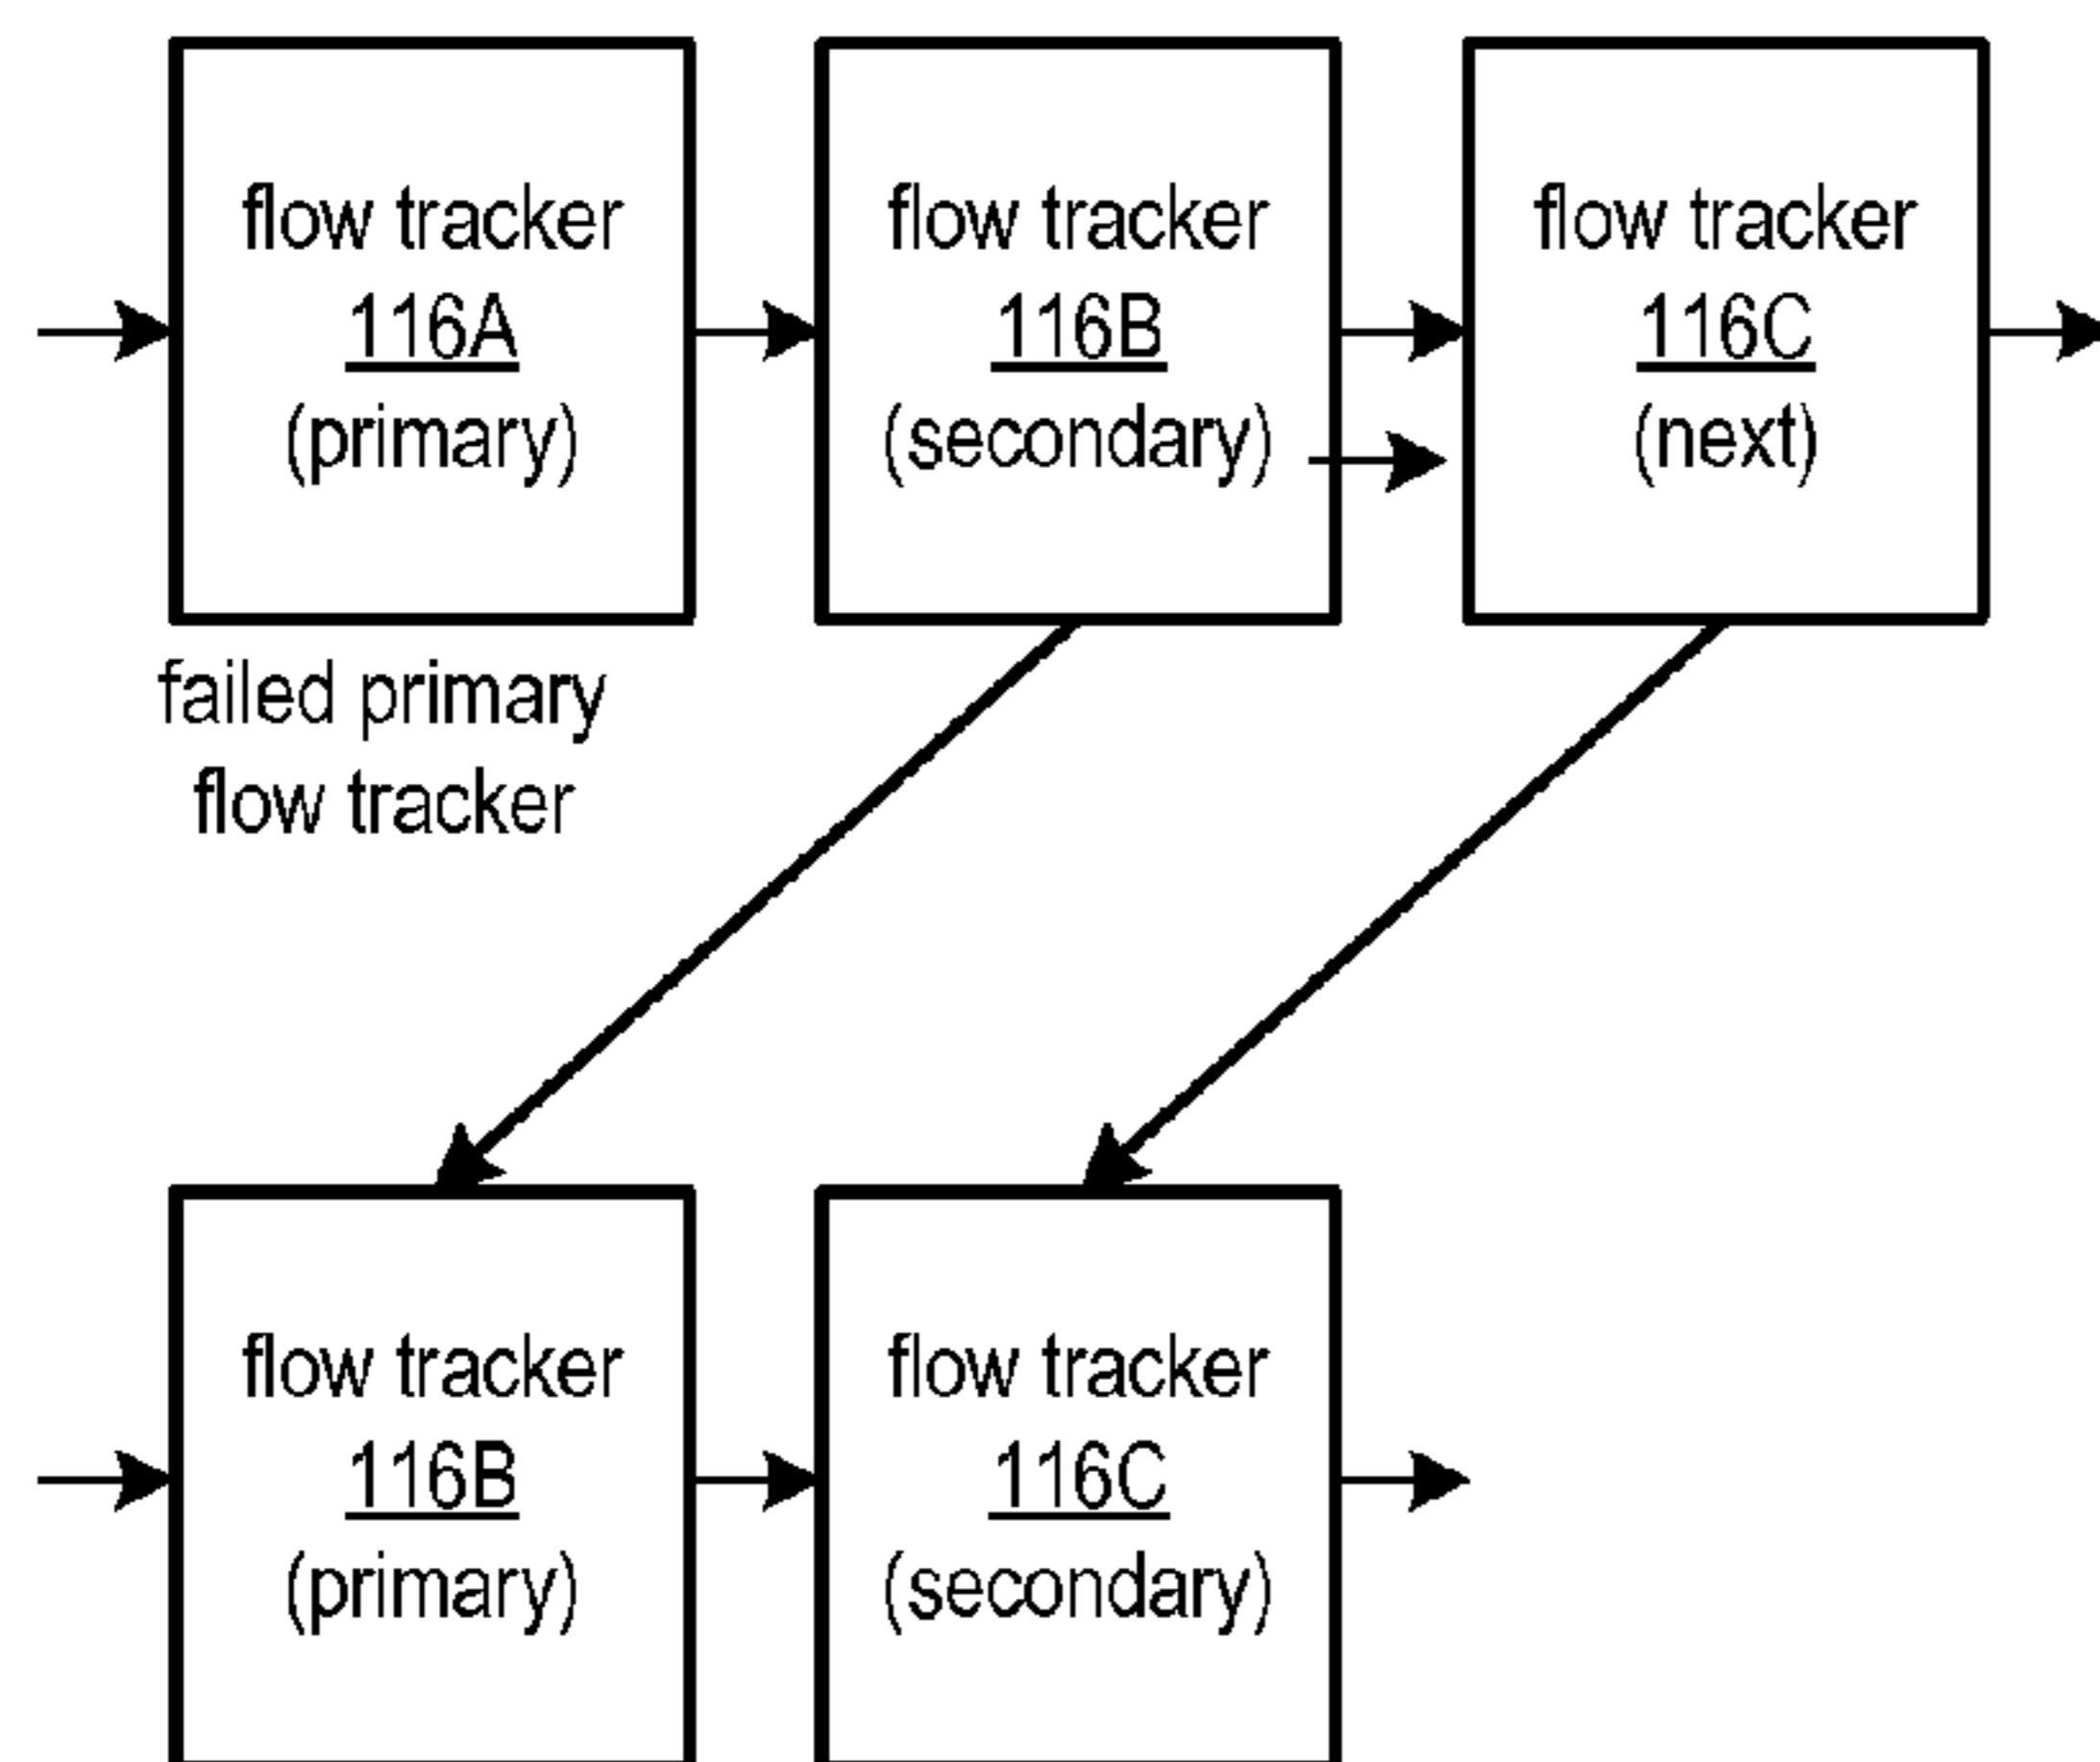 flow tracker
116A
(primary)
flow tracker
116B
(secondary)
flow tracker
116C
(next)
failed primary
flow tracker
flow tracker
116B
(primary)
flow tracker
116C
(secondary)